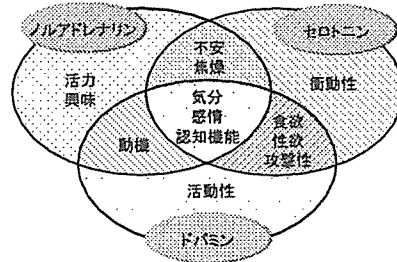 ノルアドレナリン
セロトニン
不安
焦燥
活力
興味
衝動性
気分
感情
認知機能
動機
食欲
性欲
攻撃性
活動性
ドパミン